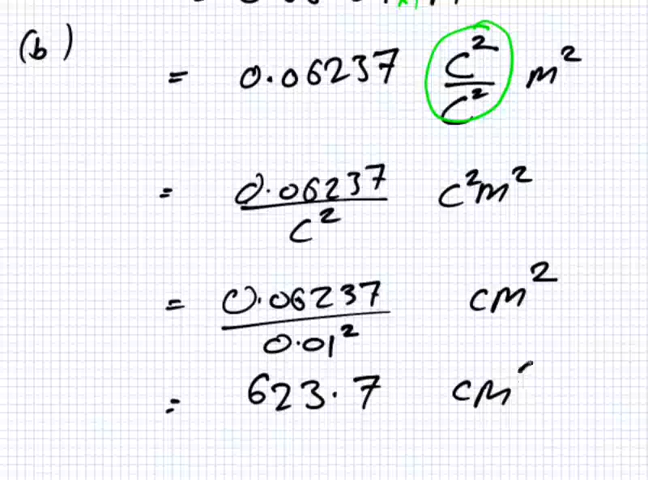 (b) = 0.06237 C²/C² m²
= 0.06237/C² C²m²
= 0.06237/0.01² cm²
= 623.7 cm